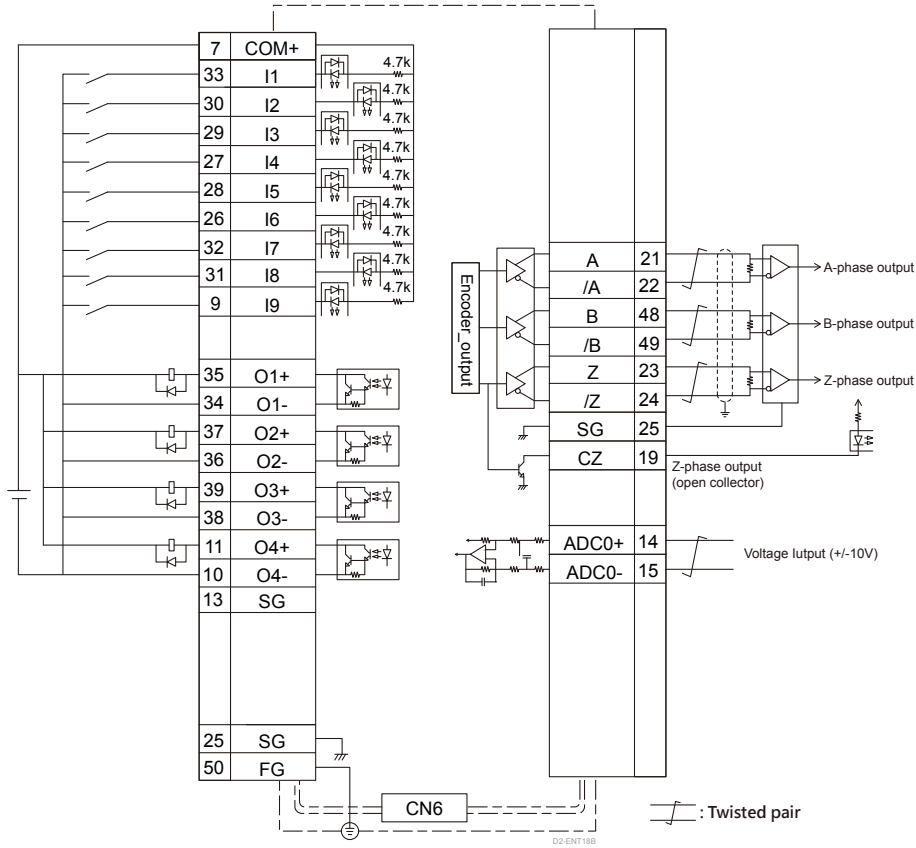 7 COM+
33 I1 4.7k
30 I2 4.7k
29 I3 4.7k
27 I4 4.7k
28 I5 4.7k
26 I6 4.7k
32 I7 4.7k
31 I8 4.7k
9 I9 4.7k
35 O1+
34 O1-
37 O2+
36 O2-
39 O3+
38 O3-
11 O4+
10 O4-
13 SG
25 SG
50 FG
CN6
Encoder_output
A 21 A-phase output
/A 22
B 48 B-phase output
/B 49
Z 23 Z-phase output
/Z 24
SG 25
CZ 19 Z-phase output
(open collector)
ADC0+ 14
Voltage Iutput (+/-10V)
ADC0- 15
: Twisted pair
D2-ENT18B